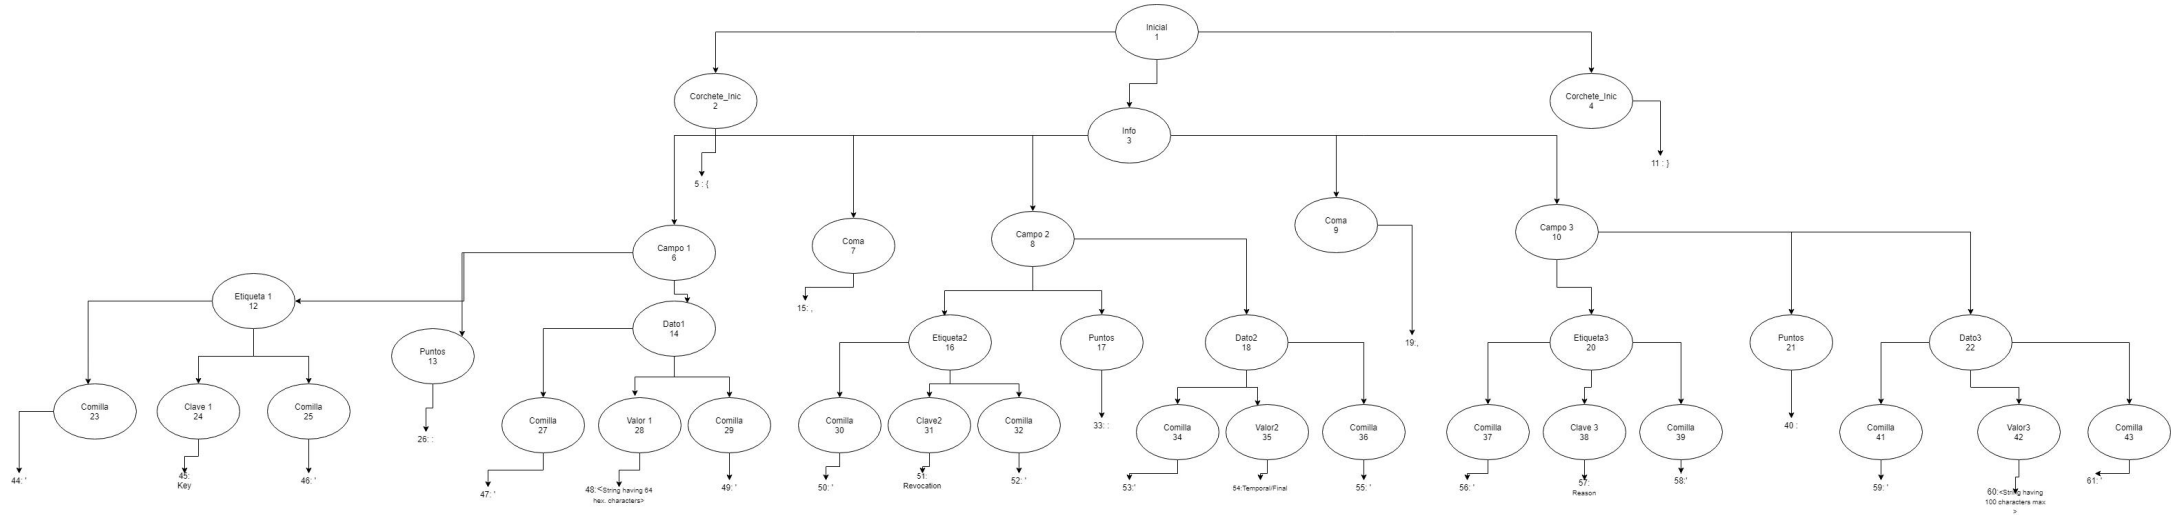 Inicial
1
Corchete_Inic
2
Corchete_Inic
4
Info
3
11 : }
5 : {
Campo 1
6
Coma
7
Campo 2
8
Coma
9
Campo 3
10
Etiqueta 1
12
Puntos
13
Dato1
14
15: ,
Etiqueta2
16
Puntos
17
Dato2
18
19:,
Etiqueta3
20
Puntos
21
Dato3
22
Comilla
23
Clave 1
24
Comilla
25
26: :
Comilla
27
Valor 1
28
Comilla
29
Comilla
30
Clave2
31
Comilla
32
33: :
Comilla
34
Valor2
35
Comilla
36
Comilla
37
Clave 3
38
Comilla
39
40 :
Comilla
41
Valor3
42
Comilla
43
44: '
45:
Key
46: '
47: '
48:<String having 64
hex. characters>
49: '
50: '
51:
Revocation
52: '
53:'
54:Temporal/Final
55: '
56: '
57:
Reason
58:'
59: '
60:<String having
100 characters max
>
61: '